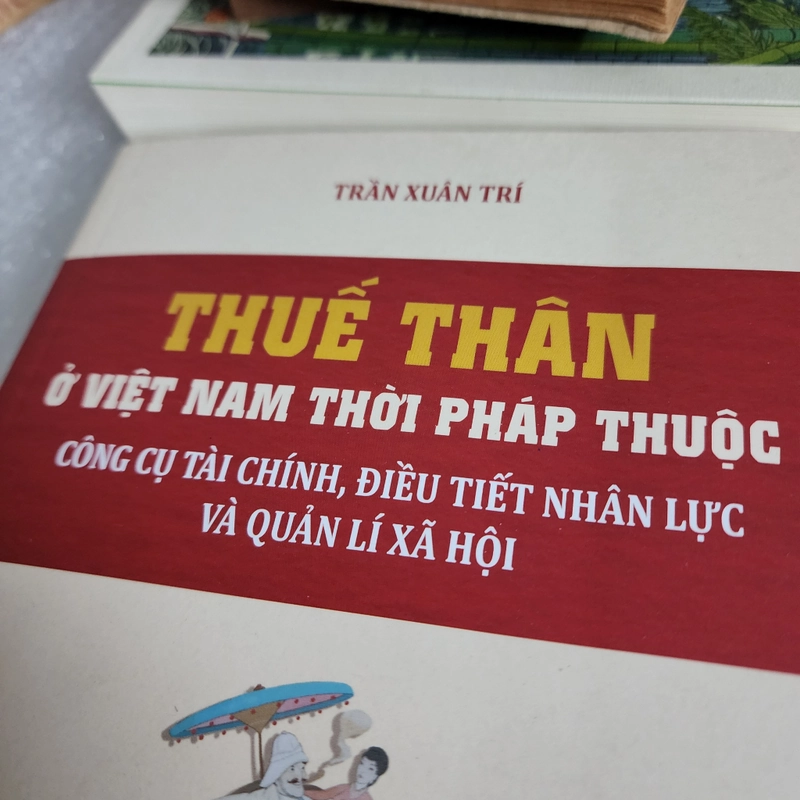 TRẦN XUÂN TRÍ
THUẾ THÂN
Ở VIỆT NAM THỜI PHÁP THUỘC
CÔNG CỤ TÀI CHÍNH, ĐIỀU TIẾT NHÂN LỰC
VÀ QUẢN LÍ XÃ HỘI